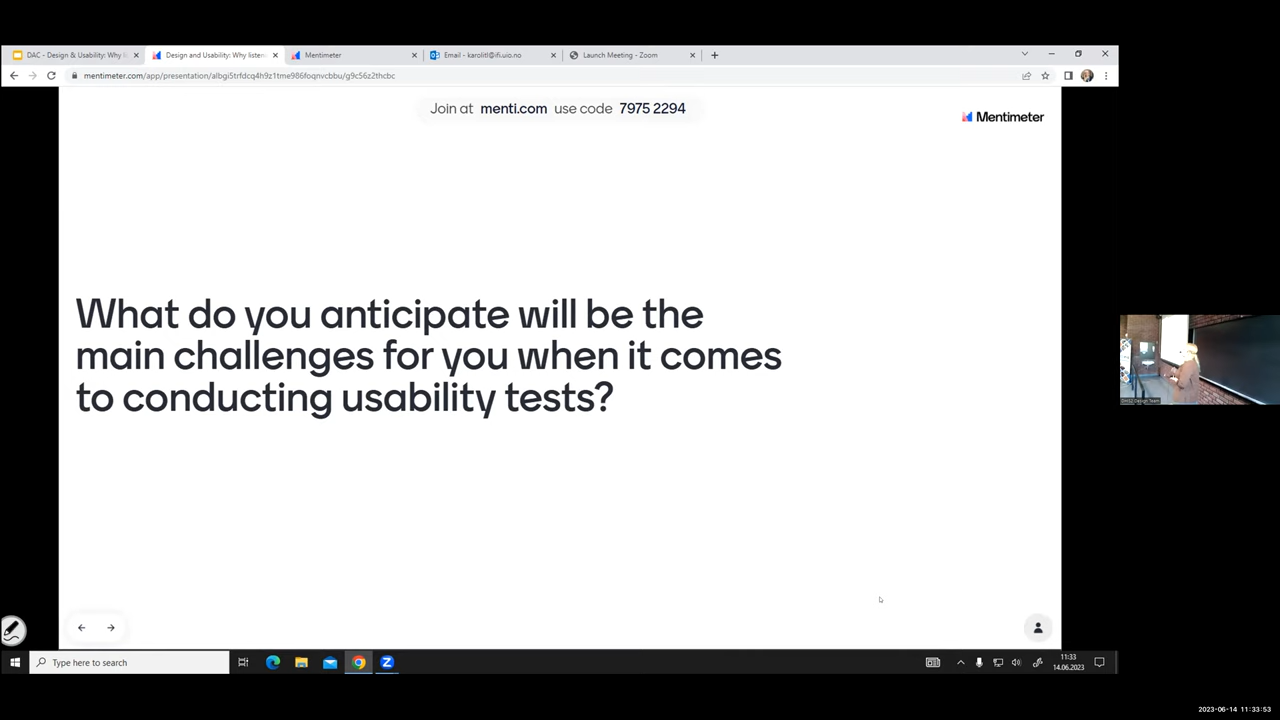 DAC - Design & Usability: Why li
Design and Usability: Why listen
Mentimeter
Email - karolitl@ifi.uio.no
Launch Meeting - Zoom
mentimeter.com/app/presentation/albgi5trfdcq4h9z1tme986foqnvcbbu/g9c56z2thcbc
Join at menti.com use code 7975 2294
Mentimeter
What do you anticipate will be the
main challenges for you when it comes
to conducting usability tests?
DHIS2 Design Team
Type here to search
11:33
14.06.2023
2023-06-14 11:33:53